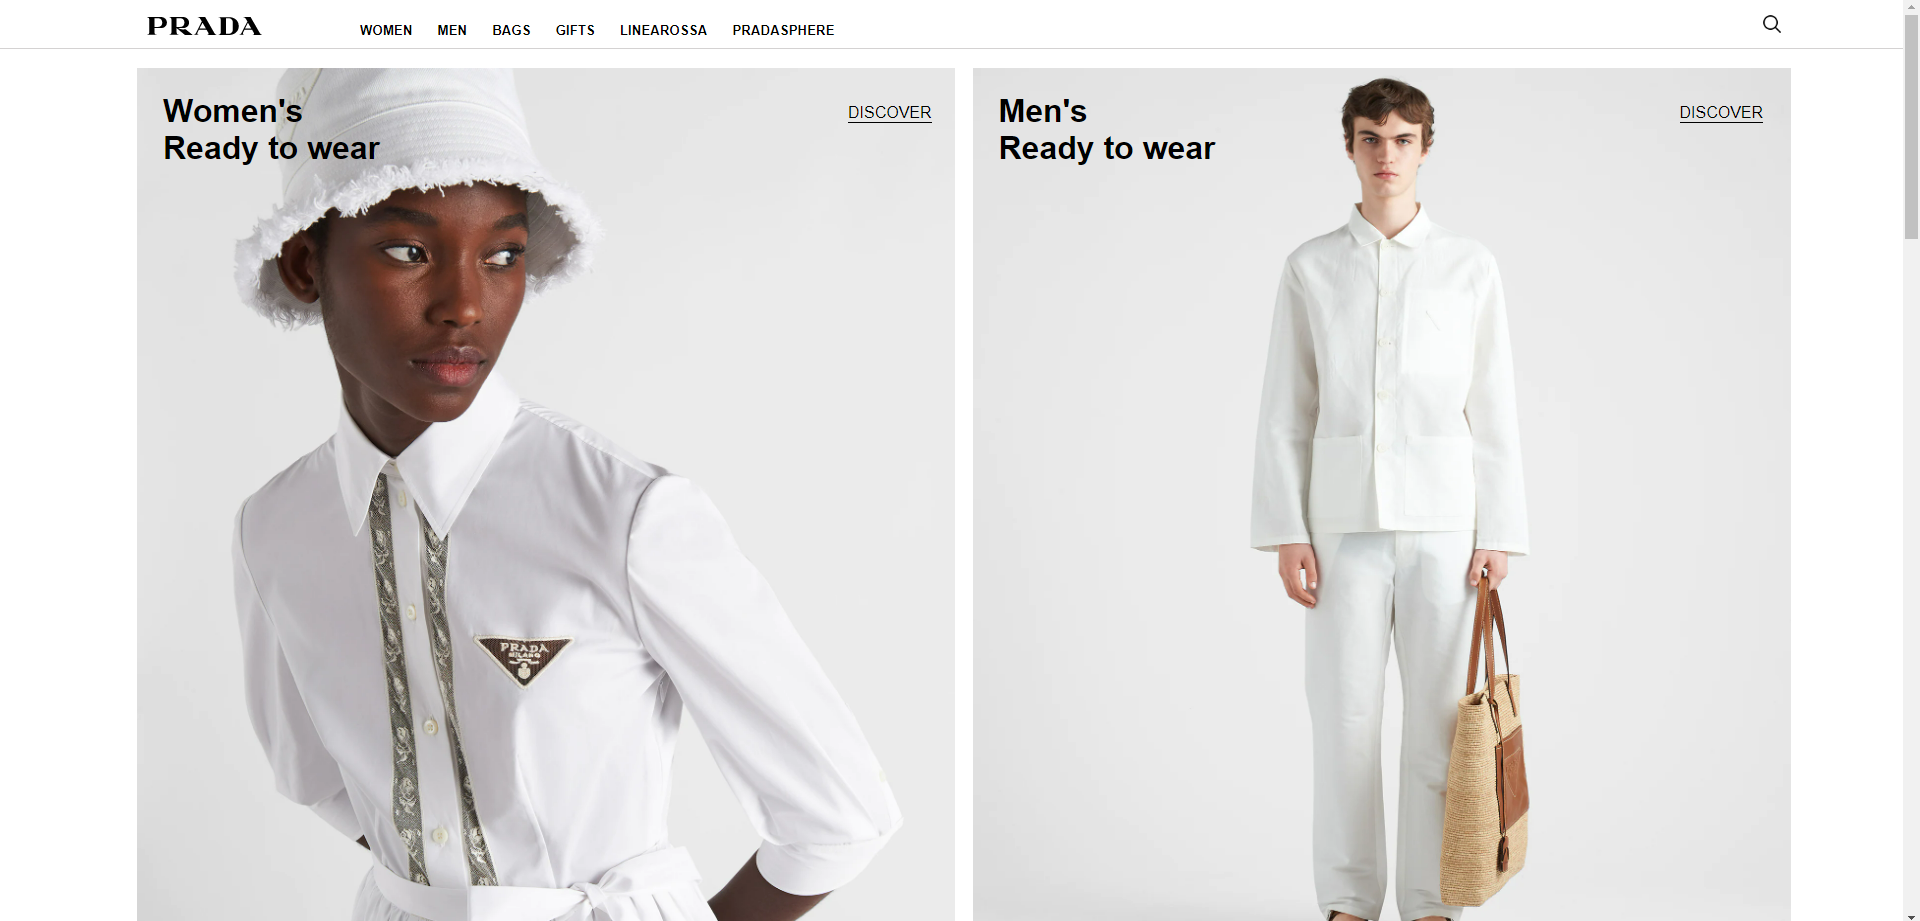 PRADA
WOMEN MEN BAGS GIFTS LINEAROSSA PRADASPHERE
Women's
Ready to wear
DISCOVER
PRADA
MILANO
Men's
Ready to wear
DISCOVER